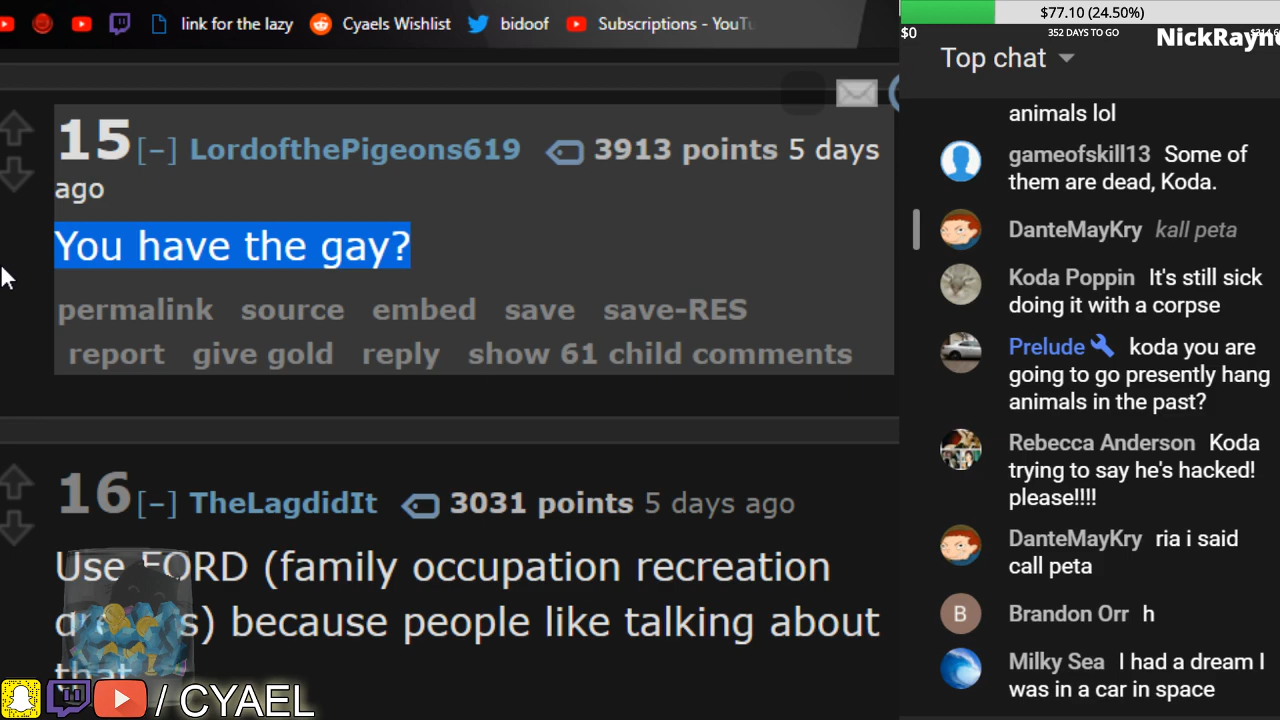 link for the lazy Cyaels Wishlist bidoof Subscriptions - YouTu
15 [–] LordofthePigeons619 3913 points 5 days
ago
You have the gay?
permalink source embed save save-RES
report give gold reply show 61 child comments
16 [–] TheLagdidIt 3031 points 5 days ago
Use FORD (family occupation recreation
because people like talking about
that
/ CYAEL
$77.10 (24.50%)
$0 352 DAYS TO GO
NickRayne
Top chat
animals lol
gameofskill13 Some of
them are dead, Koda.
DanteMayKry kall peta
Koda Poppin It's still sick
doing it with a corpse
Prelude koda you are
going to go presently hang
animals in the past?
Rebecca Anderson Koda
trying to say he's hacked!
please!!!!
DanteMayKry ria i said
call peta
B Brandon Orr h
Milky Sea I had a dream I
was in a car in space